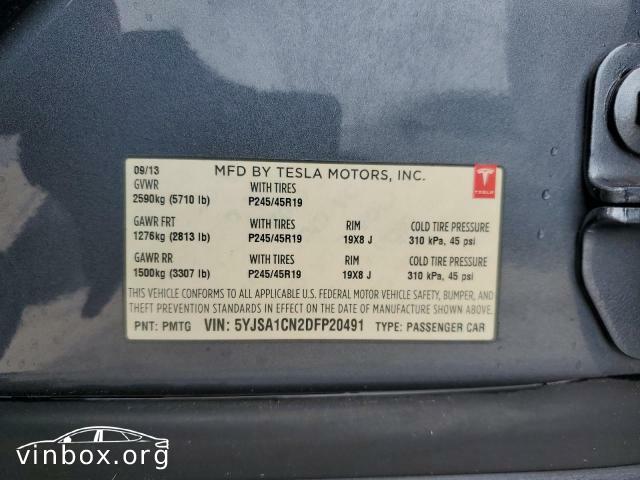 09/13 MFD BY TESLA MOTORS, INC.
GVWR WITH TIRES
2590kg (5710 lb) P245/45R19
TESLA
GAWR FRT WITH TIRES RIM COLD TIRE PRESSURE
1276kg (2813 lb) P245/45R19 19X8 J 310 kPa, 45 psi
GAWR RR WITH TIRES RIM COLD TIRE PRESSURE
1500kg (3307 lb) P245/45R19 19X8 J 310 kPa, 45 psi
THIS VEHICLE CONFORMS TO ALL APPLICABLE U.S. FEDERAL MOTOR VEHICLE SAFETY, BUMPER, AND
THEFT PREVENTION STANDARDS IN EFFECT ON THE DATE OF MANUFACTURE SHOWN ABOVE.
PNT: PMTG VIN: 5YJSA1CN2DFP20491 TYPE: PASSENGER CAR
vinbox.org